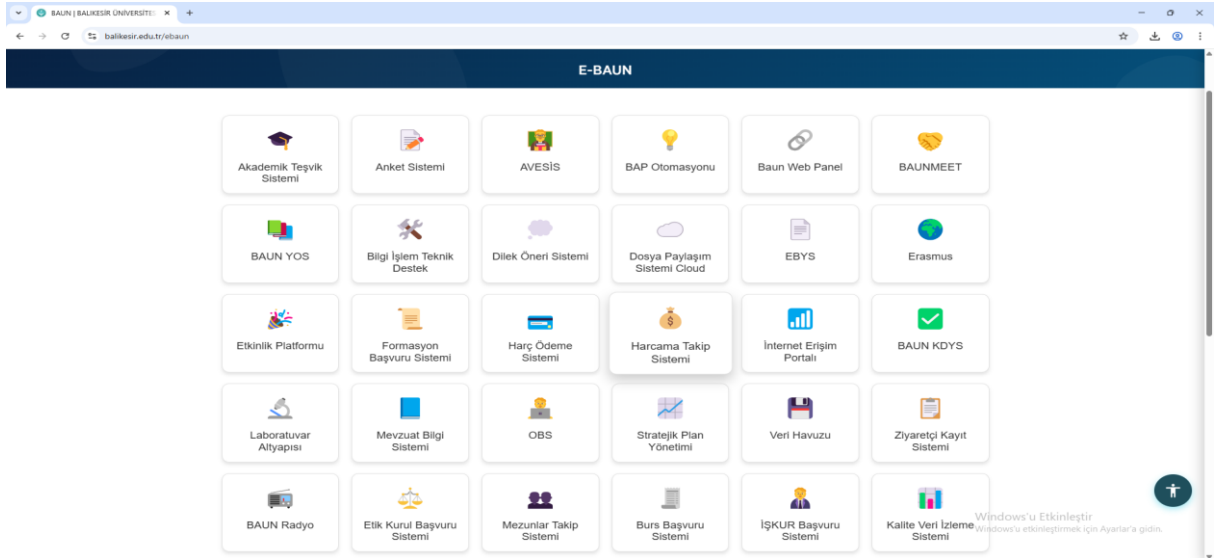 BAUN | BALIKESİR ÜNİVERSİTES
balikesir.edu.tr/ebaun
E-BAUN
Akademik Teşvik
Sistemi
Anket Sistemi
AVESİS
BAP Otomasyonu
Baun Web Panel
BAUNMEET
BAUN YOS
Bilgi İşlem Teknik
Destek
Dilek Öneri Sistemi
Dosya Paylaşım
Sistemi Cloud
EBYS
Erasmus
Etkinlik Platformu
Formasyon
Başvuru Sistemi
Harç Ödeme
Sistemi
Harcama Takip
Sistemi
İnternet Erişim
Portalı
BAUN KDYS
Laboratuvar
Altyapısı
Mevzuat Bilgi
Sistemi
OBS
Stratejik Plan
Yönetimi
Veri Havuzu
Ziyaretçi Kayıt
Sistemi
BAUN Radyo
Etik Kurul Başvuru
Sistemi
Mezunlar Takip
Sistemi
Burs Başvuru
Sistemi
İŞKUR Başvuru
Sistemi
Kalite Veri İzleme
Sistemi
Windows'u Etkinleştir
Windows'u etkinleştirmek için Ayarlar'a gidin.